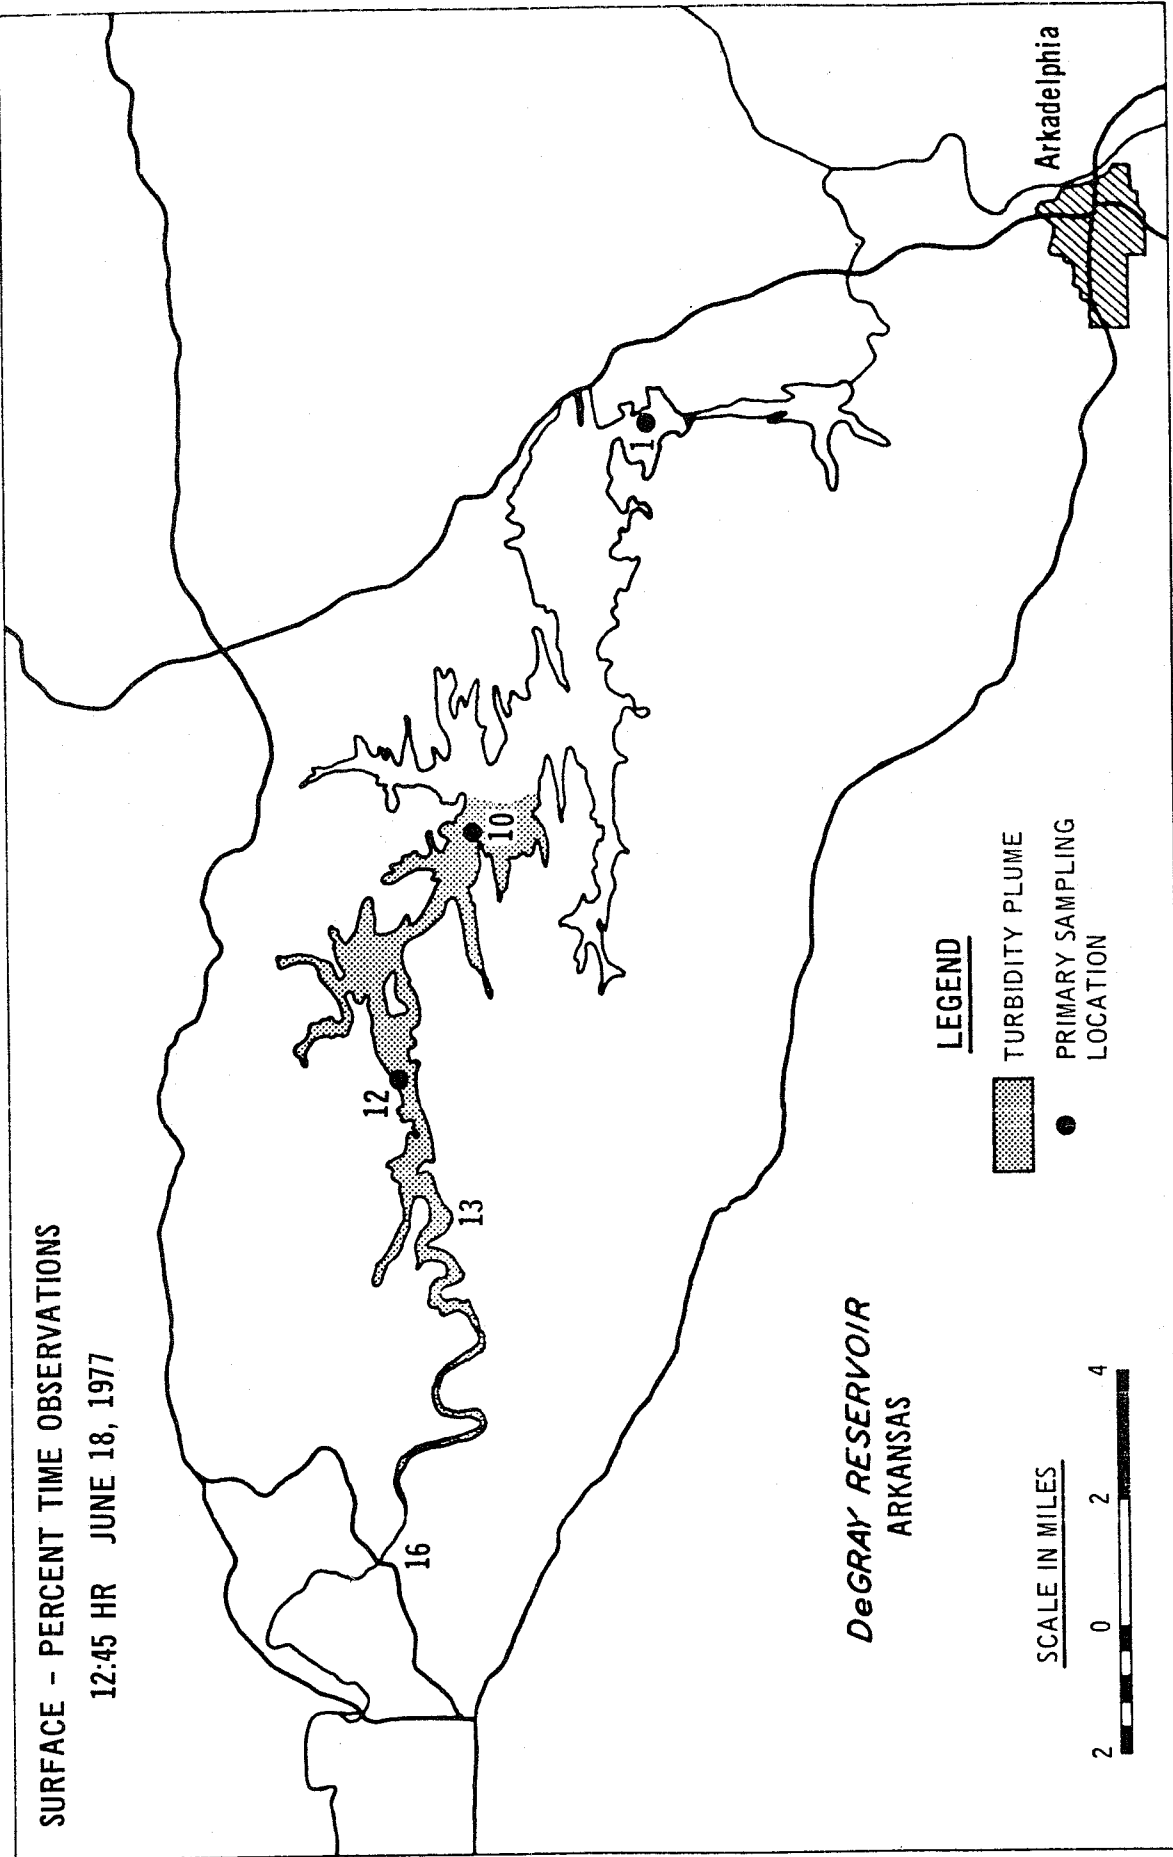 SURFACE - PERCENT TIME OBSERVATIONS
12:45 HR JUNE 18, 1977
Arkadelphia
1
10
12
13
16
LEGEND
TURBIDITY PLUME
PRIMARY SAMPLING
LOCATION
DeGRAY RESERVOIR
ARKANSAS
SCALE IN MILES
2 0 2 4